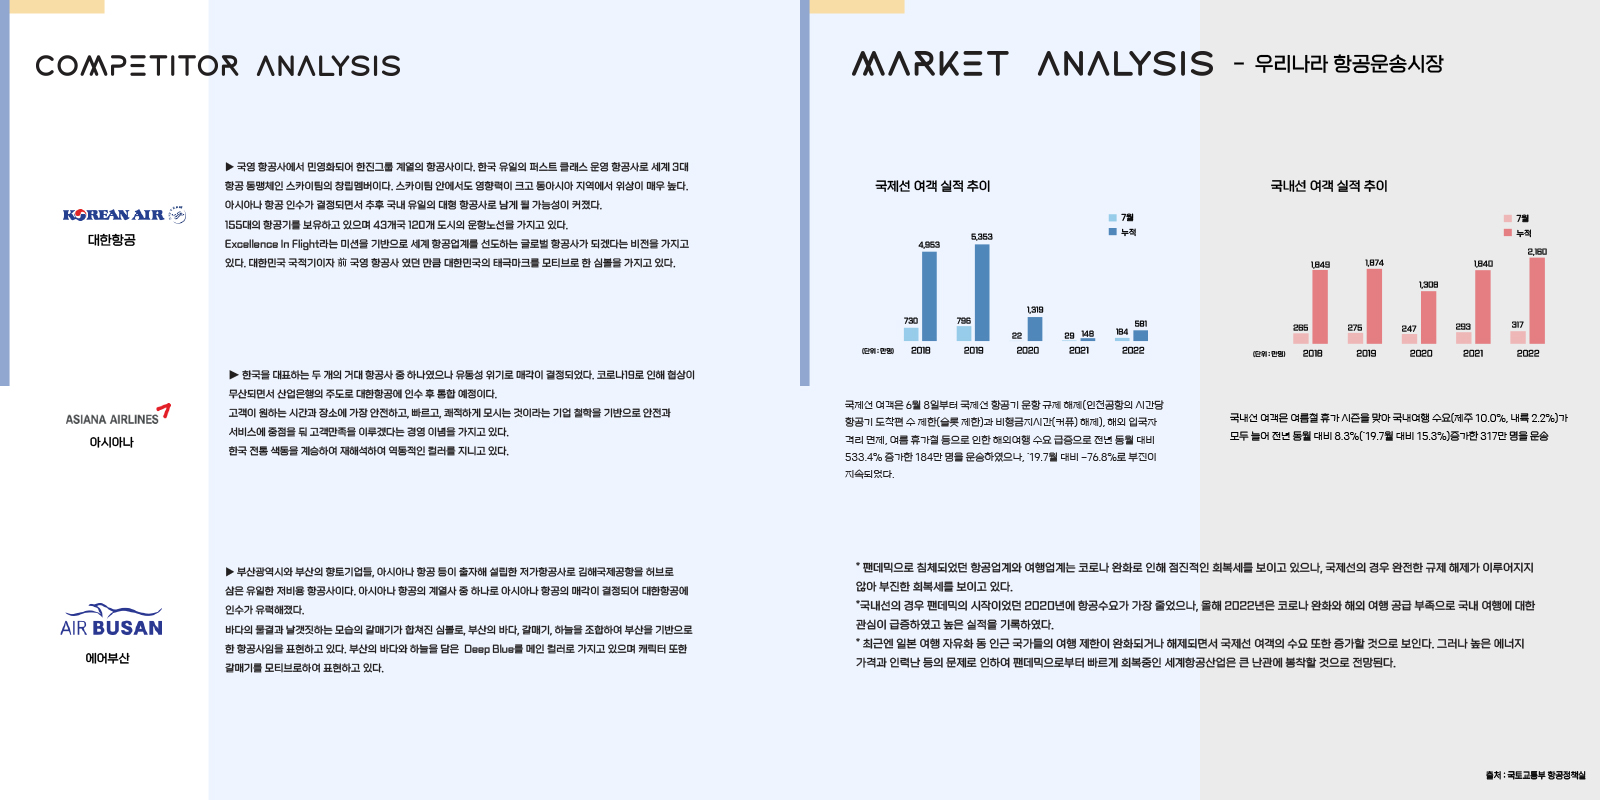 COMPETITOR ANALYSIS
KOREAN AIR
대한항공
▶ 국영 항공사에서 민영화되어 한진그룹 계열의 항공사이다. 한국 유일의 퍼스트 클래스 운영 항공사로 세계 3대
항공 동맹체인 스카이팀의 창립멤버이다. 스카이팀 안에서도 영향력이 크고 동아시아 지역에서 위상이 매우 높다.
아시아나 항공 인수가 결정되면서 추후 국내 유일의 대형 항공사로 남게 될 가능성이 커졌다.
155대의 항공기를 보유하고 있으며 43개국 120개 도시의 운항노선을 가지고 있다.
Excellence In Flight라는 미션을 기반으로 세계 항공업계를 선도하는 글로벌 항공사가 되겠다는 비전을 가지고
있다. 대한민국 국적기이자 前 국영 항공사 였던 만큼 대한민국의 태극마크를 모티브로 한 심볼을 가지고 있다.
ASIANA AIRLINES
아시아나
▶ 한국을 대표하는 두 개의 거대 항공사 중 하나였으나 유동성 위기로 매각이 결정되었다. 코로나19로 인해 협상이
무산되면서 산업은행의 주도로 대한항공에 인수 후 통합 예정이다.
고객이 원하는 시간과 장소에 가장 안전하고, 빠르고, 쾌적하게 모시는 것이라는 기업 철학을 기반으로 안전과
서비스에 중점을 둬 고객만족을 이루겠다는 경영 이념을 가지고 있다.
한국 전통 색동을 계승하여 재해석하여 역동적인 컬러를 지니고 있다.
AIR BUSAN
에어부산
▶ 부산광역시와 부산의 향토기업들, 아시아나 항공 등이 출자해 설립한 저가항공사로 김해국제공항을 허브로
삼은 유일한 저비용 항공사이다. 아시아나 항공의 계열사 중 하나로 아시아나 항공의 매각이 결정되어 대한항공에
인수가 유력해졌다.
바다의 물결과 날갯짓하는 모습의 갈매기가 합쳐진 심볼로, 부산의 바다, 갈매기, 하늘을 조합하여 부산을 기반으로
한 항공사임을 표현하고 있다. 부산의 바다와 하늘을 담은 Deep Blue를 메인 컬러로 가지고 있으며 캐릭터 또한
갈매기를 모티브로하여 표현하고 있다.
MARKET ANALYSIS - 우리나라 항공운송시장
국제선 여객 실적 추이
7월
누적
4,953
5,353
1,319
730
796
22
29
148
184
581
(단위 : 만명)
2018
2019
2020
2021
2022
국제선 여객은 6월 8일부터 국제선 항공기 운항 규제 해제(인천공항의 시간당
항공기 도착편 수 제한(슬롯 제한)과 비행금지시간(커퓨) 해제), 해외 입국자
격리 면제, 여름 휴가철 등으로 인한 해외여행 수요 급증으로 전년 동월 대비
533.4% 증가한 184만 명을 운송하였으나, '19.7월 대비 -76.8%로 부진이
지속되었다.
국내선 여객 실적 추이
7월
누적
1,849
1,874
1,308
1,840
2,160
265
275
247
293
317
(단위 : 만명)
2018
2019
2020
2021
2022
국내선 여객은 여름철 휴가 시즌을 맞아 국내여행 수요(제주 10.0%, 내륙 2.2%)가
모두 늘어 전년 동월 대비 8.3%('19.7월 대비 15.3%)증가한 317만 명을 운송
* 팬데믹으로 침체되었던 항공업계와 여행업계는 코로나 완화로 인해 점진적인 회복세를 보이고 있으나, 국제선의 경우 완전한 규제 해제가 이루어지지
않아 부진한 회복세를 보이고 있다.
*국내선의 경우 팬데믹의 시작이었던 2020년에 항공수요가 가장 줄었으나, 올해 2022년은 코로나 완화와 해외 여행 공급 부족으로 국내 여행에 대한
관심이 급증하였고 높은 실적을 기록하였다.
* 최근엔 일본 여행 자유화 동 인근 국가들의 여행 제한이 완화되거나 해제되면서 국제선 여객의 수요 또한 증가할 것으로 보인다. 그러나 높은 에너지
가격과 인력난 등의 문제로 인하여 팬데믹으로부터 빠르게 회복중인 세계항공산업은 큰 난관에 봉착할 것으로 전망된다.
출처 : 국토교통부 항공정책실